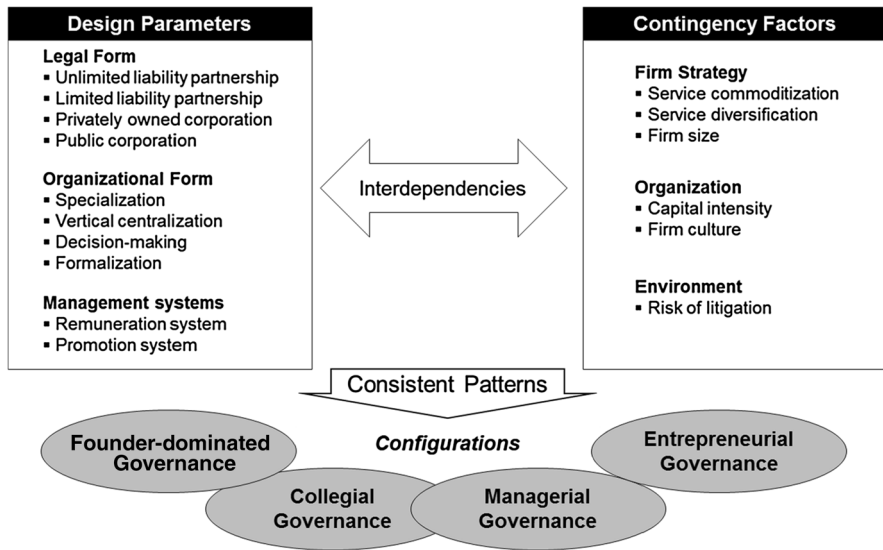 Design Parameters
Legal Form
▪ Unlimited liability partnership
▪ Limited liability partnership
▪ Privately owned corporation
▪ Public corporation
Organizational Form
▪ Specialization
▪ Vertical centralization
▪ Decision-making
▪ Formalization
Management systems
▪ Remuneration system
▪ Promotion system
Interdependencies
Contingency Factors
Firm Strategy
▪ Service commoditization
▪ Service diversification
▪ Firm size
Organization
▪ Capital intensity
▪ Firm culture
Environment
▪ Risk of litigation
Consistent Patterns
Configurations
Founder-dominated
Governance
Collegial
Governance
Managerial
Governance
Entrepreneurial
Governance